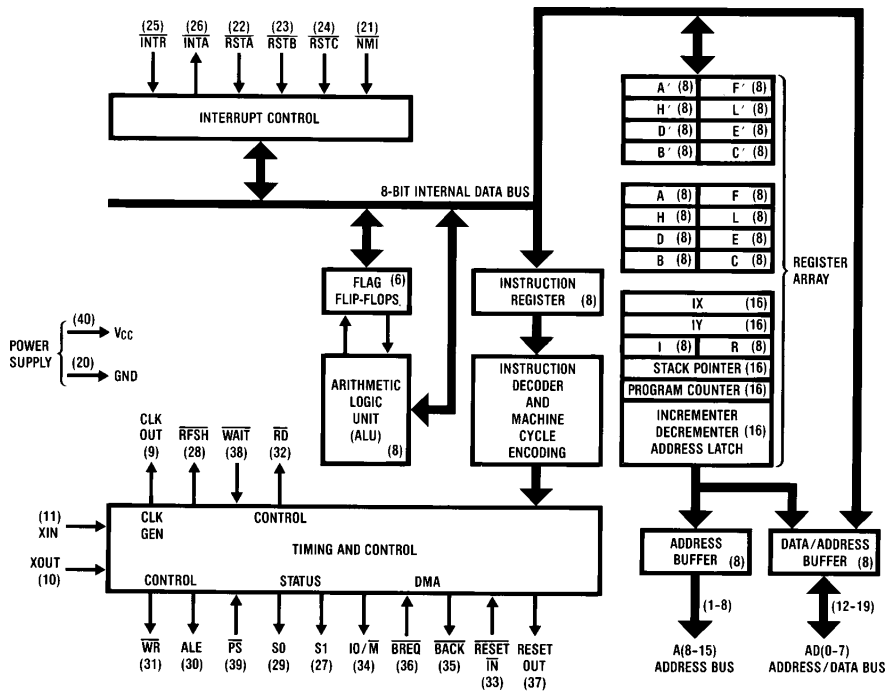 (25) (26) (22) (23) (24) (21)
INTR INTA RSTA RSTB RSTC NMI
INTERRUPT CONTROL
8-BIT INTERNAL DATA BUS
A′ (8) F′ (8)
H′ (8) L′ (8)
D′ (8) E′ (8)
B′ (8) C′ (8)
A (8) F (8)
H (8) L (8)
D (8) E (8)
B (8) C (8)
IX (16)
IY (16)
I (8) R (8)
STACK POINTER (16)
PROGRAM COUNTER (16)
INCREMENTER
DECREMENTER (16)
ADDRESS LATCH
REGISTER
ARRAY
FLAG (6)
FLIP-FLOPS
INSTRUCTION
REGISTER (8)
POWER
SUPPLY
(40)
VCC
(20)
GND
ARITHMETIC
LOGIC
UNIT
(ALU)
(8)
INSTRUCTION
DECODER
AND
MACHINE
CYCLE
ENCODING
CLK
OUT RFSH WAIT RD
(9) (28) (38) (32)
(11)
XIN
XOUT
(10)
CLK
GEN
CONTROL
TIMING AND CONTROL
CONTROL STATUS DMA
WR ALE PS S0 S1 IO/M BREQ BACK RESET RESET
IN OUT
(31) (30) (39) (29) (27) (34) (36) (35) (33) (37)
ADDRESS
BUFFER (8)
DATA/ADDRESS
BUFFER (8)
(1-8) (12-19)
A(8-15)
ADDRESS BUS
AD(0-7)
ADDRESS/DATA BUS